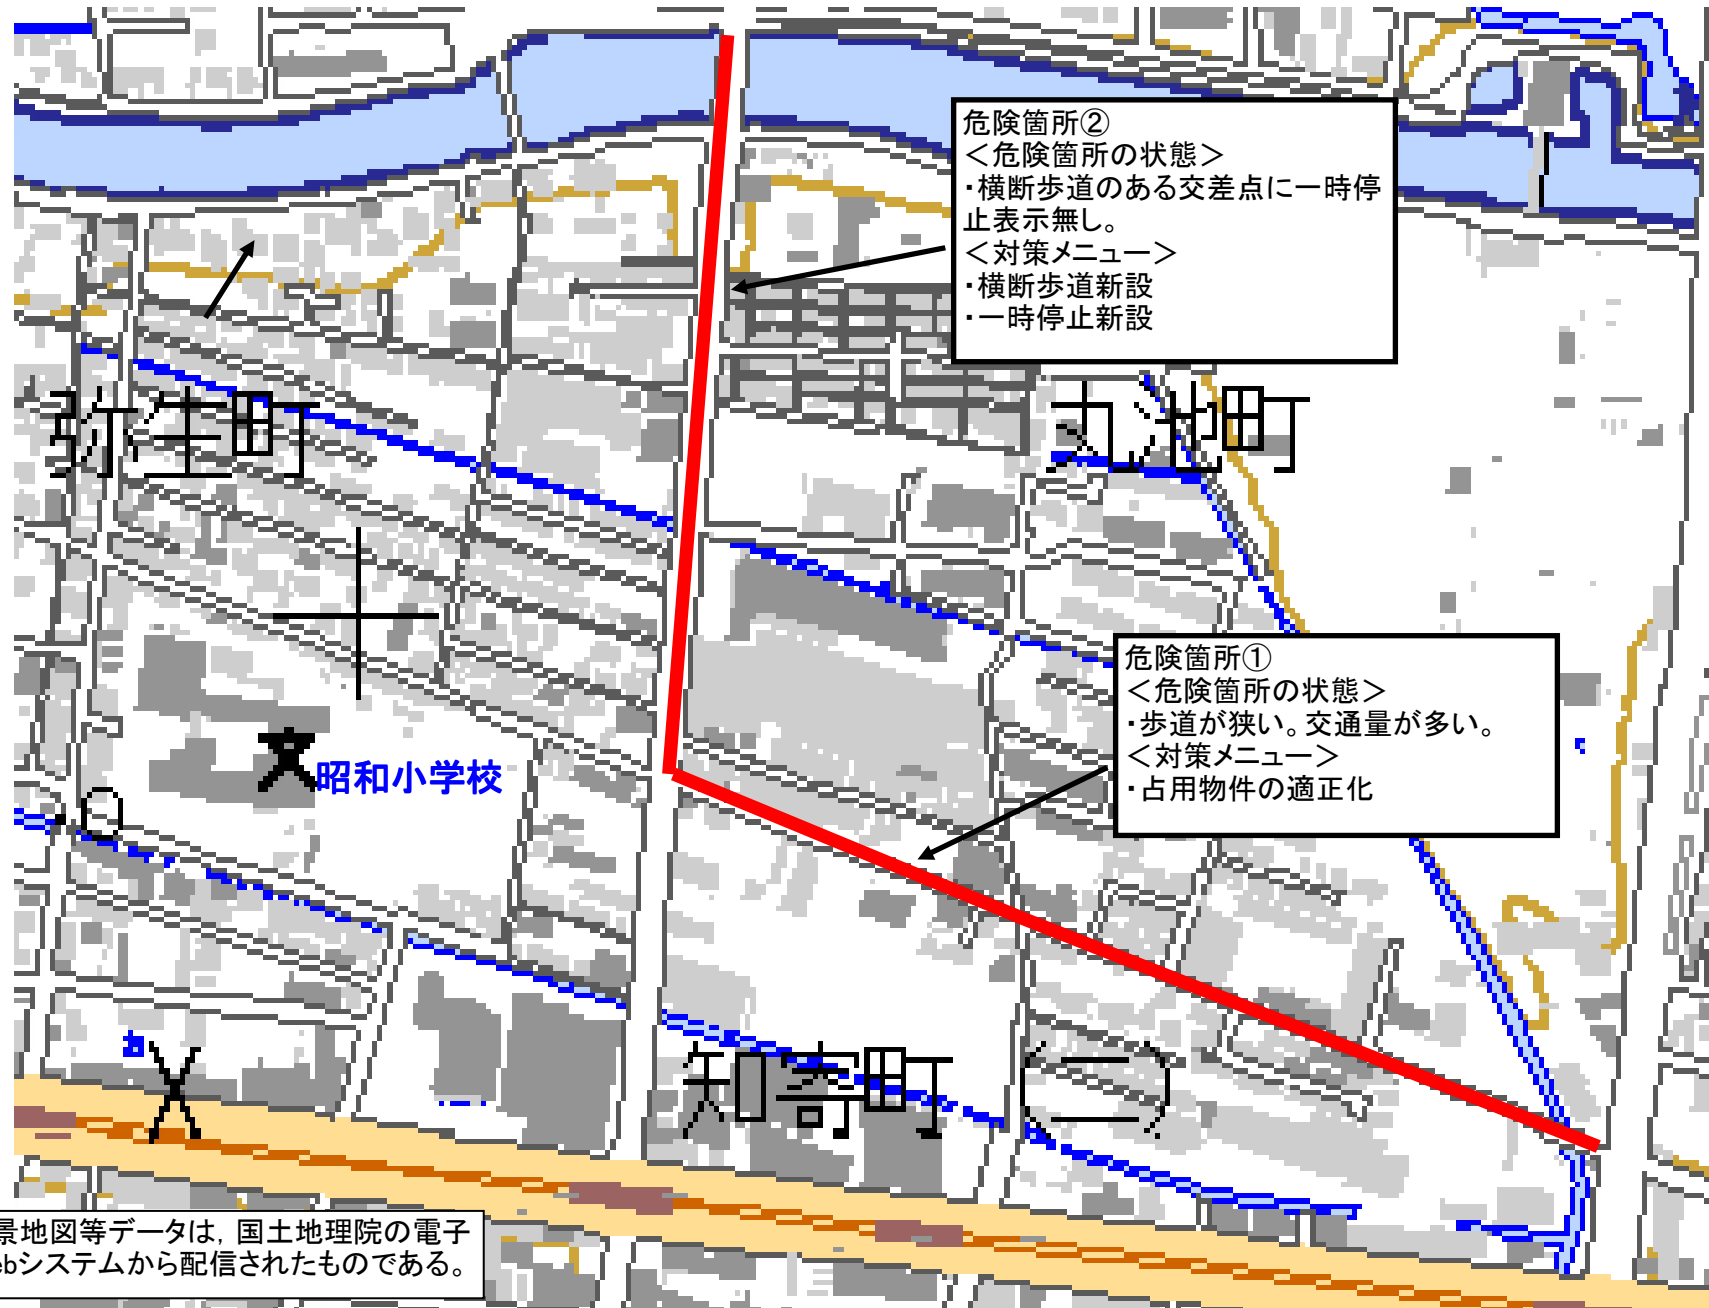 危険箇所②
＜危険箇所の状態＞
・横断歩道のある交差点に一時停
止表示無し。
＜対策メニュー＞
・横断歩道新設
・一時停止新設
弥生町
丸池町
危険箇所①
＜危険箇所の状態＞
・歩道が狭い。交通量が多い。
＜対策メニュー＞
・占用物件の適正化
昭和小学校
知寄町
(二)
景地図等データは，国土地理院の電子
ebシステムから配信されたものである。